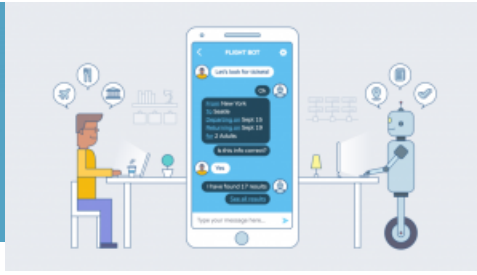 FLIGHT BOT
Let's look for tickets!
Ok
From New York
To Seattle
Departing on Sept 15
Returning on Sept 19
for 2 Adults
Is this info correct?
Yes
I have found 17 results
See all results
Type your message here...